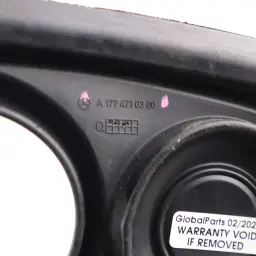 A 177 471 03 00
Q
GlobalParts 02/202
WARRANTY VOID
IF REMOVED